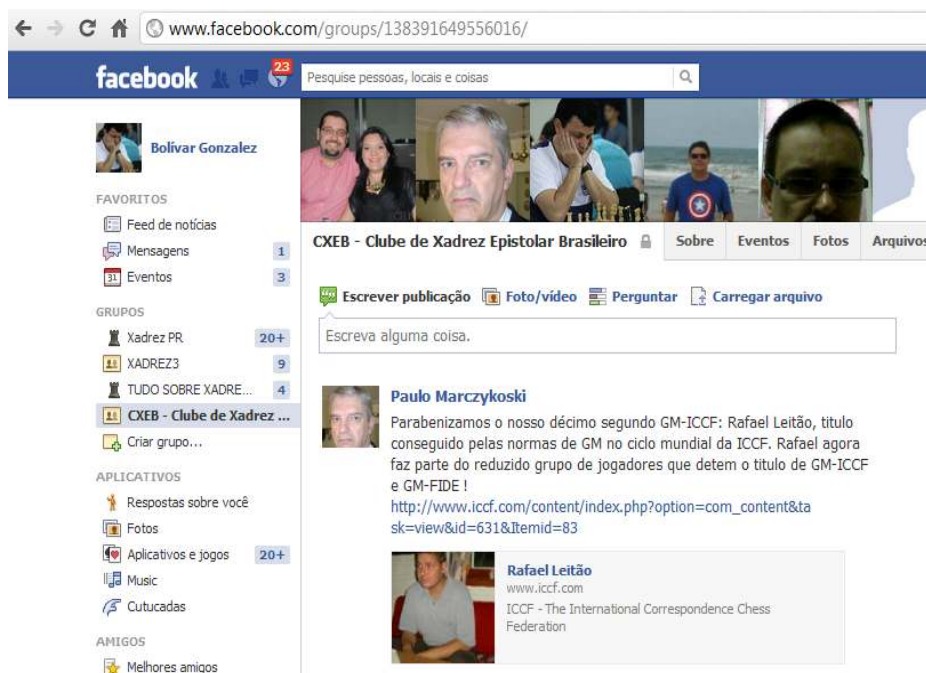 www.facebook.com/groups/138391649556016/
facebook
23
Pesquise pessoas, locais e coisas
Bolívar Gonzalez
FAVORITOS
Feed de notícias
Mensagens 1
31 Eventos 3
GRUPOS
Xadrez PR 20+
XADREZ3 9
TUDO SOBRE XADRE... 4
CXEB - Clube de Xadrez ...
Criar grupo...
APLICATIVOS
Respostas sobre você
Fotos
Aplicativos e jogos 20+
Music
Cutucadas
AMIGOS
Melhores amigos
CXEB - Clube de Xadrez Epistolar Brasileiro Sobre Eventos Fotos Arquivos
Escrever publicação Foto/vídeo Perguntar Carregar arquivo
Escreva alguma coisa.
Paulo Marczykoski
Parabenizamos o nosso décimo segundo GM-ICCF: Rafael Leitão, titulo
conseguido pelas normas de GM no ciclo mundial da ICCF. Rafael agora
faz parte do reduzido grupo de jogadores que detem o titulo de GM-ICCF
e GM-FIDE !
http://www.iccf.com/content/index.php?option=com_content&ta
sk=view&id=631&Itemid=83
Rafael Leitão
www.iccf.com
ICCF - The International Correspondence Chess
Federation